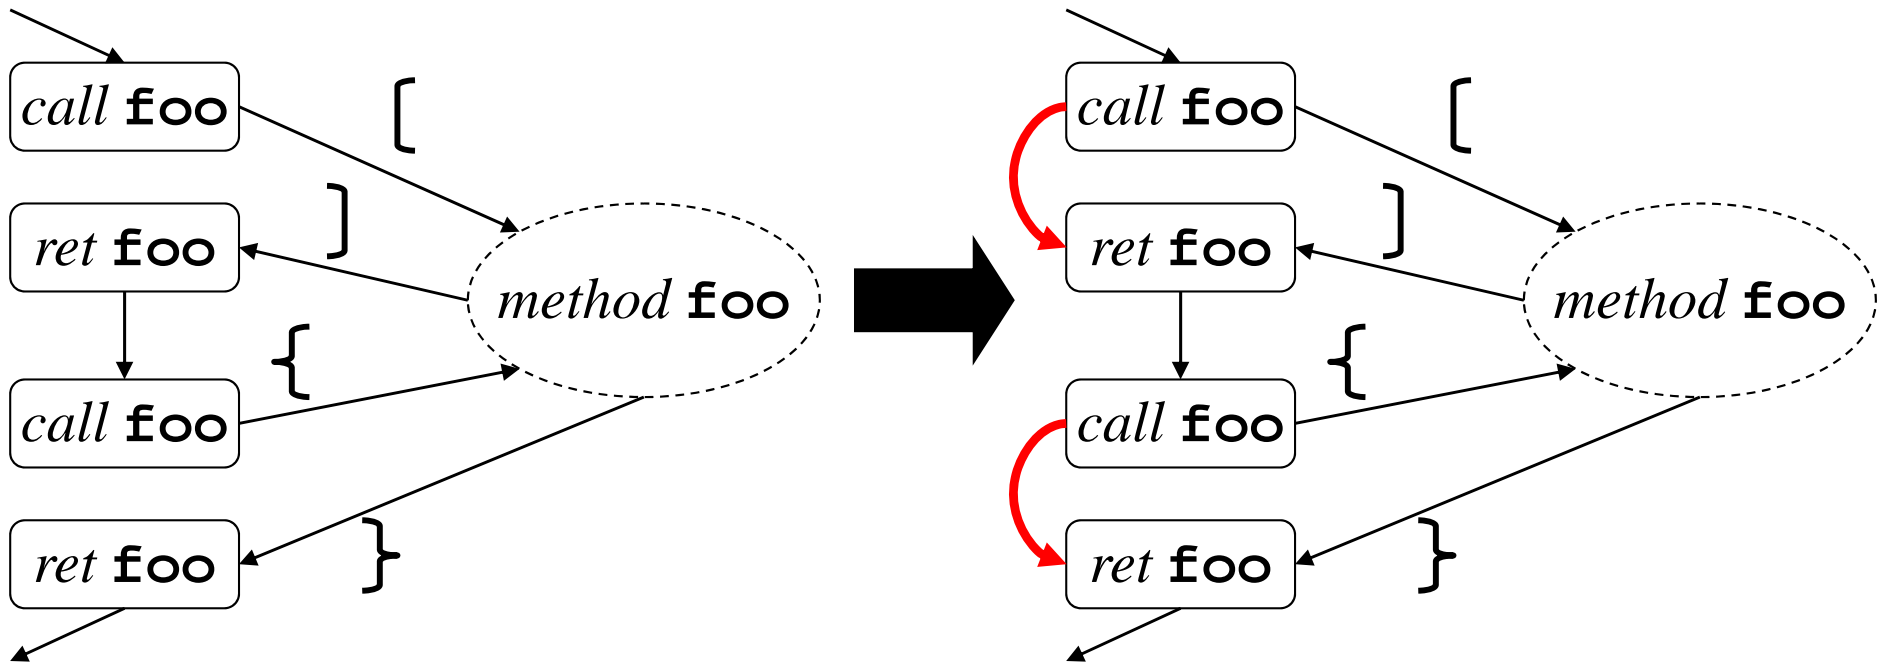 call foo
[
]
ret foo
method foo
{
call foo
ret foo
}
call foo
[
]
ret foo
method foo
{
call foo
ret foo
}